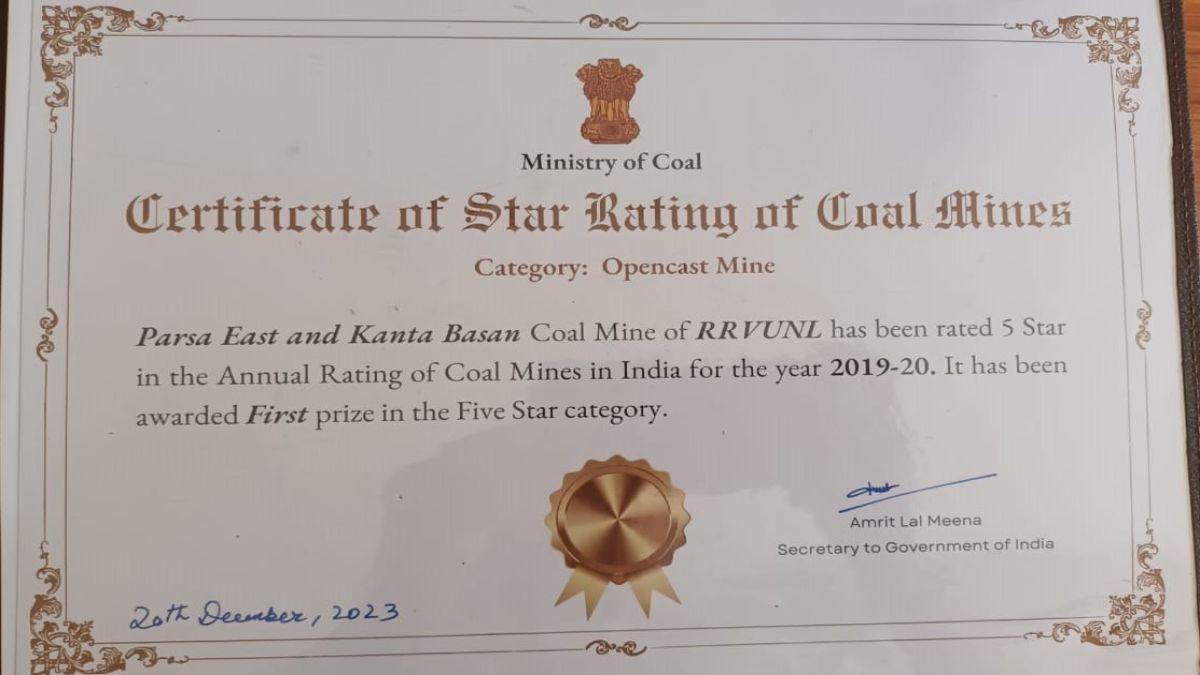 Ministry of Coal
Certificate of Star Rating of Coal Mines
Category: Opencast Mine
Parsa East and Kanta Basan Coal Mine of RRVUNL has been rated 5 Star
in the Annual Rating of Coal Mines in India for the year 2019-20. It has been
awarded First prize in the Five Star category.
Amrit Lal Meena
Secretary to Government of India
20th December, 2023